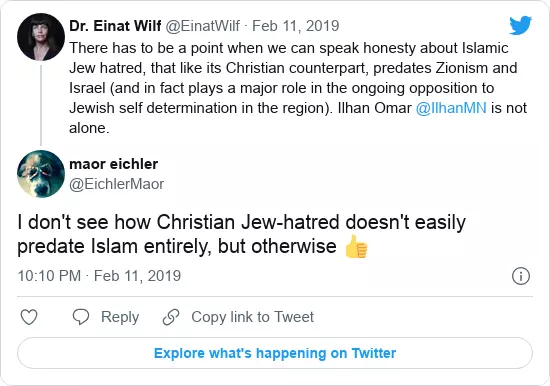 Dr. Einat Wilf @EinatWilf · Feb 11, 2019
There has to be a point when we can speak honesty about Islamic
Jew hatred, that like its Christian counterpart, predates Zionism and
Israel (and in fact plays a major role in the ongoing opposition to
Jewish self determination in the region). Ilhan Omar @IlhanMN is not
alone.
maor eichler
@EichlerMaor
I don't see how Christian Jew-hatred doesn't easily
predate Islam entirely, but otherwise 👍
10:10 PM · Feb 11, 2019
Reply
Copy link to Tweet
Explore what's happening on Twitter